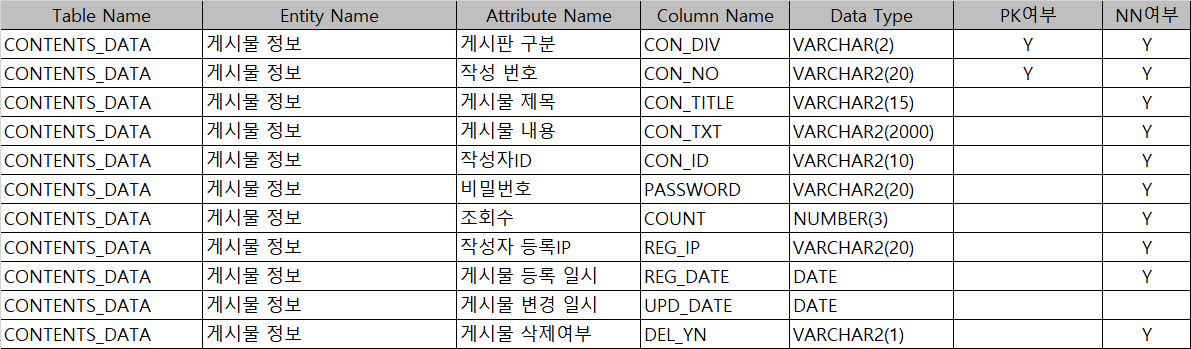 Table Name Entity Name Attribute Name Column Name Data Type PK여부 NN여부
CONTENTS_DATA 게시물 정보 게시판 구분 CON_DIV VARCHAR(2) Y Y
CONTENTS_DATA 게시물 정보 작성 번호 CON_NO VARCHAR2(20) Y Y
CONTENTS_DATA 게시물 정보 게시물 제목 CON_TITLE VARCHAR2(15) Y
CONTENTS_DATA 게시물 정보 게시물 내용 CON_TXT VARCHAR2(2000) Y
CONTENTS_DATA 게시물 정보 작성자ID CON_ID VARCHAR2(10) Y
CONTENTS_DATA 게시물 정보 비밀번호 PASSWORD VARCHAR2(20) Y
CONTENTS_DATA 게시물 정보 조회수 COUNT NUMBER(3) Y
CONTENTS_DATA 게시물 정보 작성자 등록IP REG_IP VARCHAR2(20) Y
CONTENTS_DATA 게시물 정보 게시물 등록 일시 REG_DATE DATE Y
CONTENTS_DATA 게시물 정보 게시물 변경 일시 UPD_DATE DATE
CONTENTS_DATA 게시물 정보 게시물 삭제여부 DEL_YN VARCHAR2(1) Y